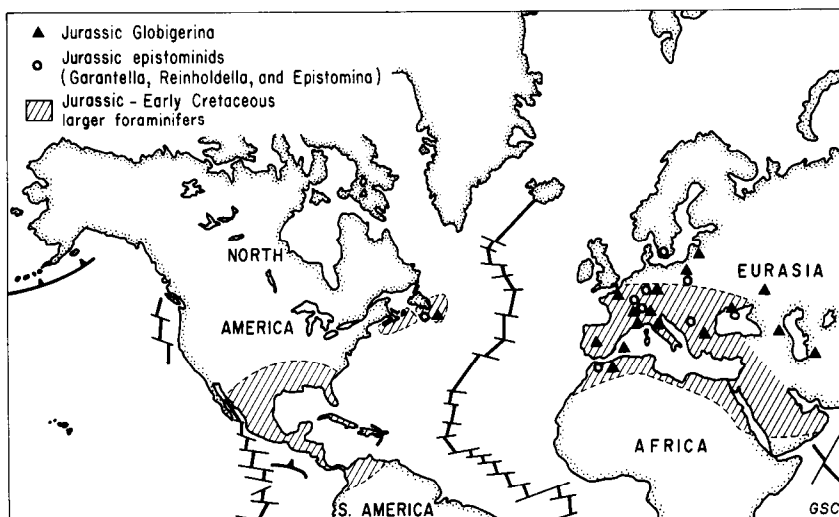 Jurassic Globigerina
Jurassic epistominids
(Garantella, Reinholdella, and Epistomina)
Jurassic - Early Cretaceous
larger foraminifers
NORTH
AMERICA
EURASIA
AFRICA
S. AMERICA
GSC